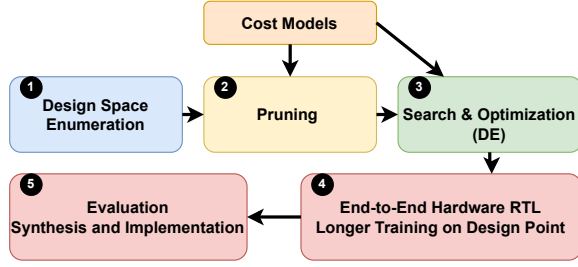 Cost Models
1
Design Space
Enumeration
2
Pruning
3
Search & Optimization
(DE)
4
End-to-End Hardware RTL
Longer Training on Design Point
5
Evaluation
Synthesis and Implementation